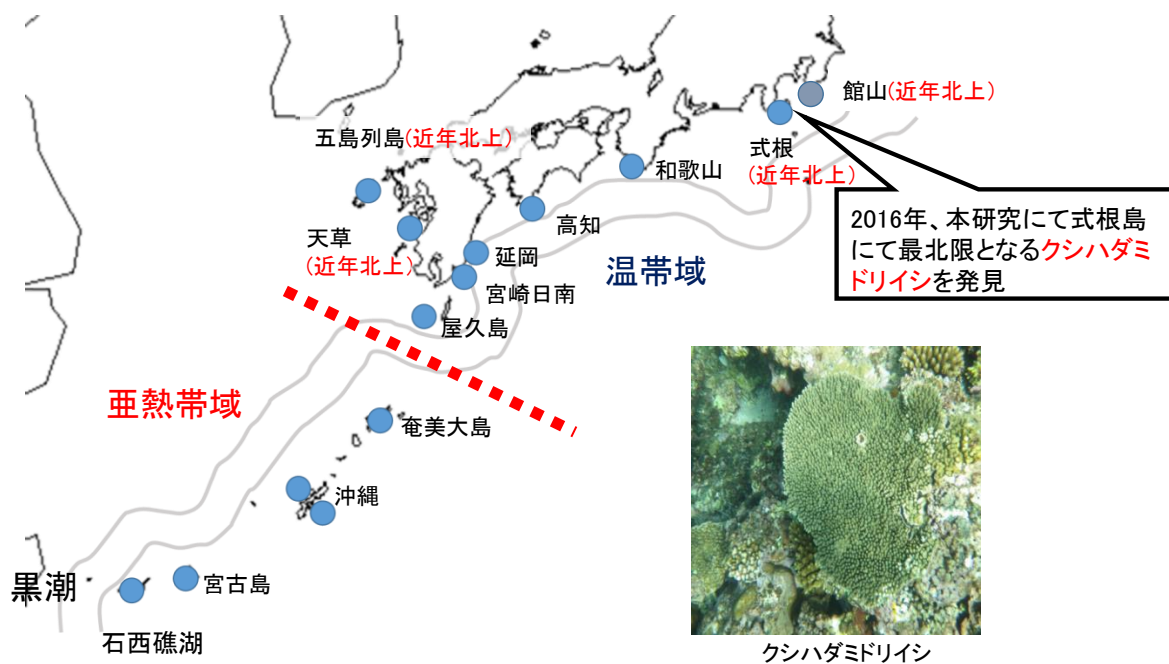 館山(近年北上)
五島列島(近年北上)
式根
(近年北上)
和歌山
2016年、本研究にて式根島
にて最北限となるクシハダミ
ドリイシを発見
高知
天草
(近年北上)
延岡
温帯域
宮崎日南
屋久島
亜熱帯域
奄美大島
沖縄
黒潮
宮古島
石西礁湖
クシハダミドリイシ